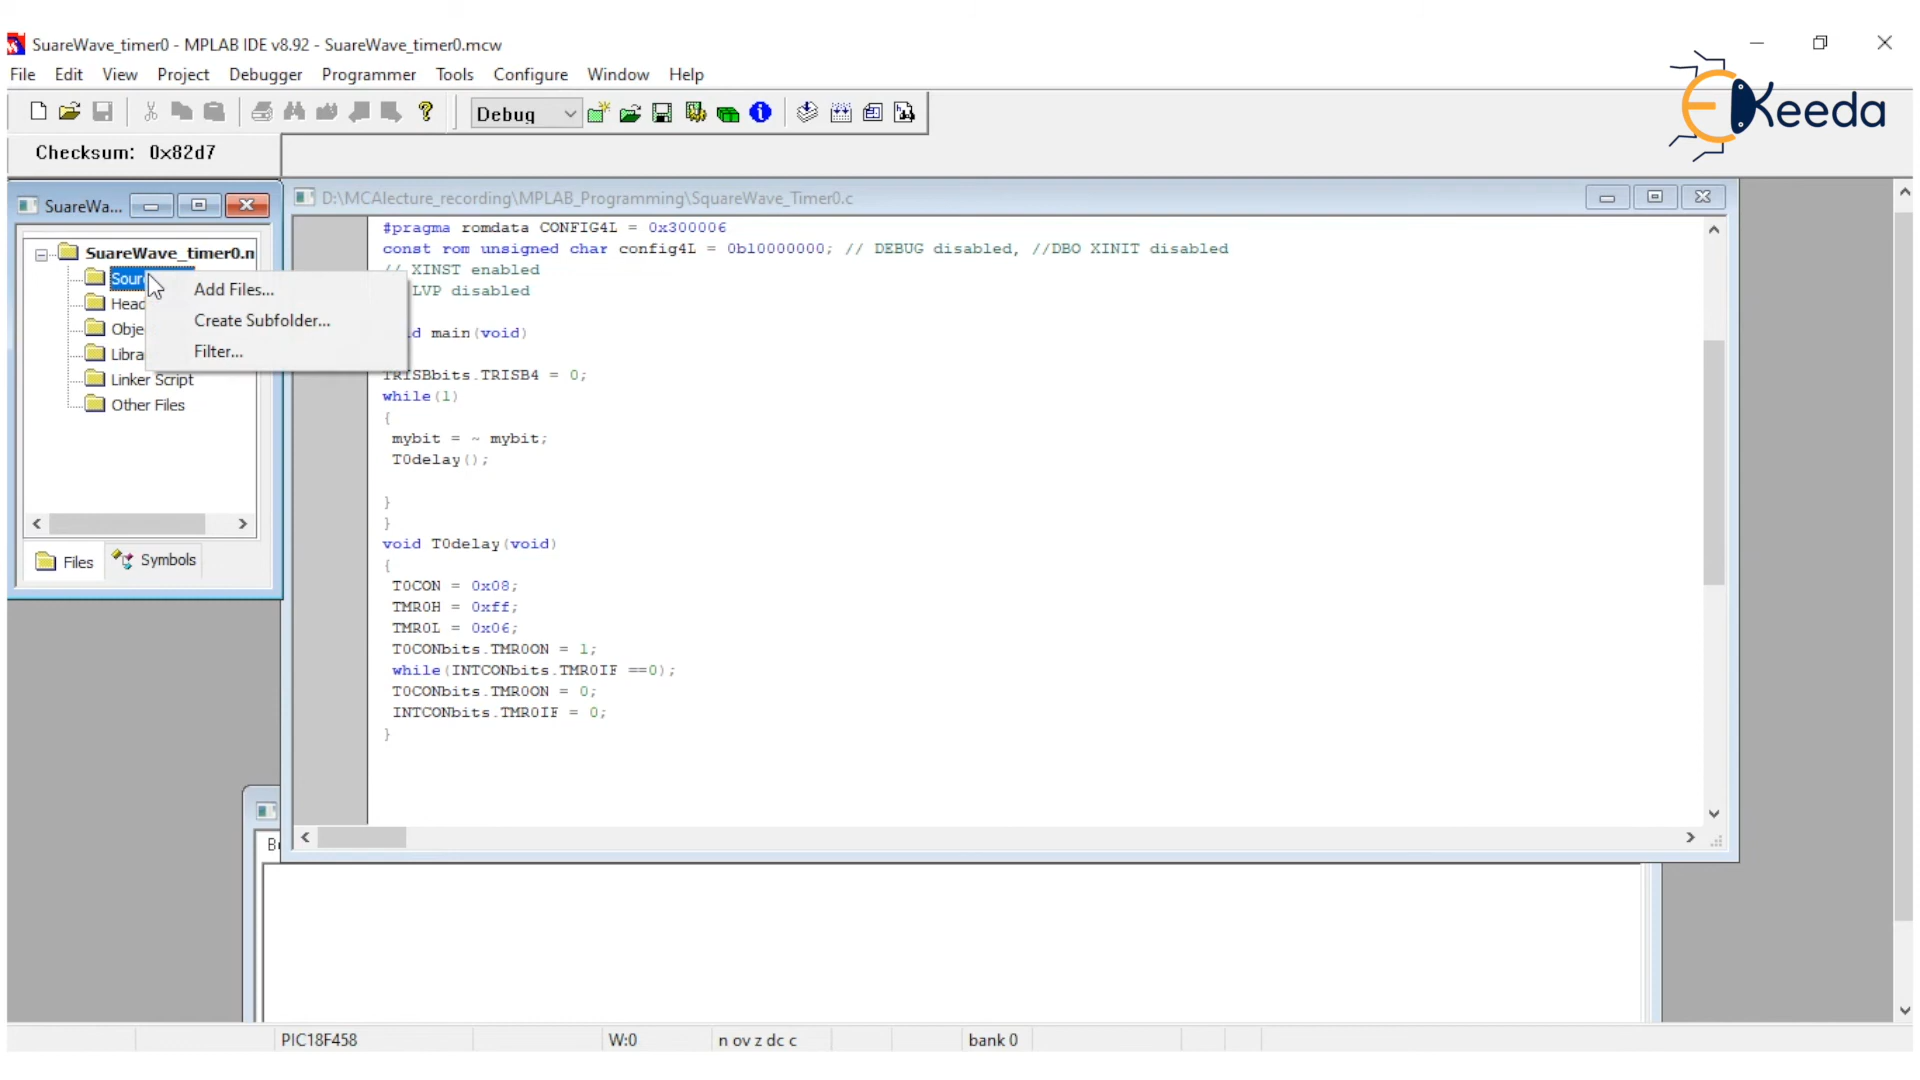 SuareWave_timer0 - MPLAB IDE v8.92 - SuareWave_timer0.mcw
File Edit View Project Debugger Programmer Tools Configure Window Help
Debug
EKeeda
Checksum: 0x82d7
SuareWa...
D:\MCAlecture_recording\MPLAB_Programming\SquareWave_Timer0.c
SuareWave_timer0.n
Sour
Head
Obje
Libra
Linker Script
Other Files
Add Files...
Create Subfolder...
Filter...
Files
Symbols
#pragma romdata CONFIG4L = 0x300006
const rom unsigned char config4L = 0b10000000; // DEBUG disabled, //DBO XINIT disabled
// XINST enabled
LVP disabled
d main(void)
TRISBbits.TRISB4 = 0;
while(1)
{
mybit = ~ mybit;
T0delay();
}
}
void T0delay(void)
{
T0CON = 0x08;
TMR0H = 0xff;
TMR0L = 0x06;
T0CONbits.TMR0ON = 1;
while(INTCONbits.TMR0IF ==0);
T0CONbits.TMR0ON = 0;
INTCONbits.TMR0IF = 0;
}
PIC18F458
W:0
n ov z dc c
bank 0